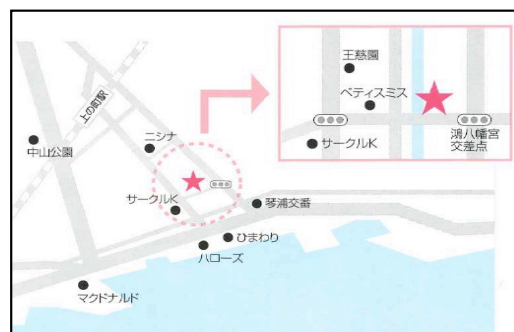 上の町駅
中山公園
ニシナ
サークルK
琴浦交番
ひまわり
ハローズ
マクドナルド
王慈園
ベティスミス
サークルK
鴻八幡宮
交差点